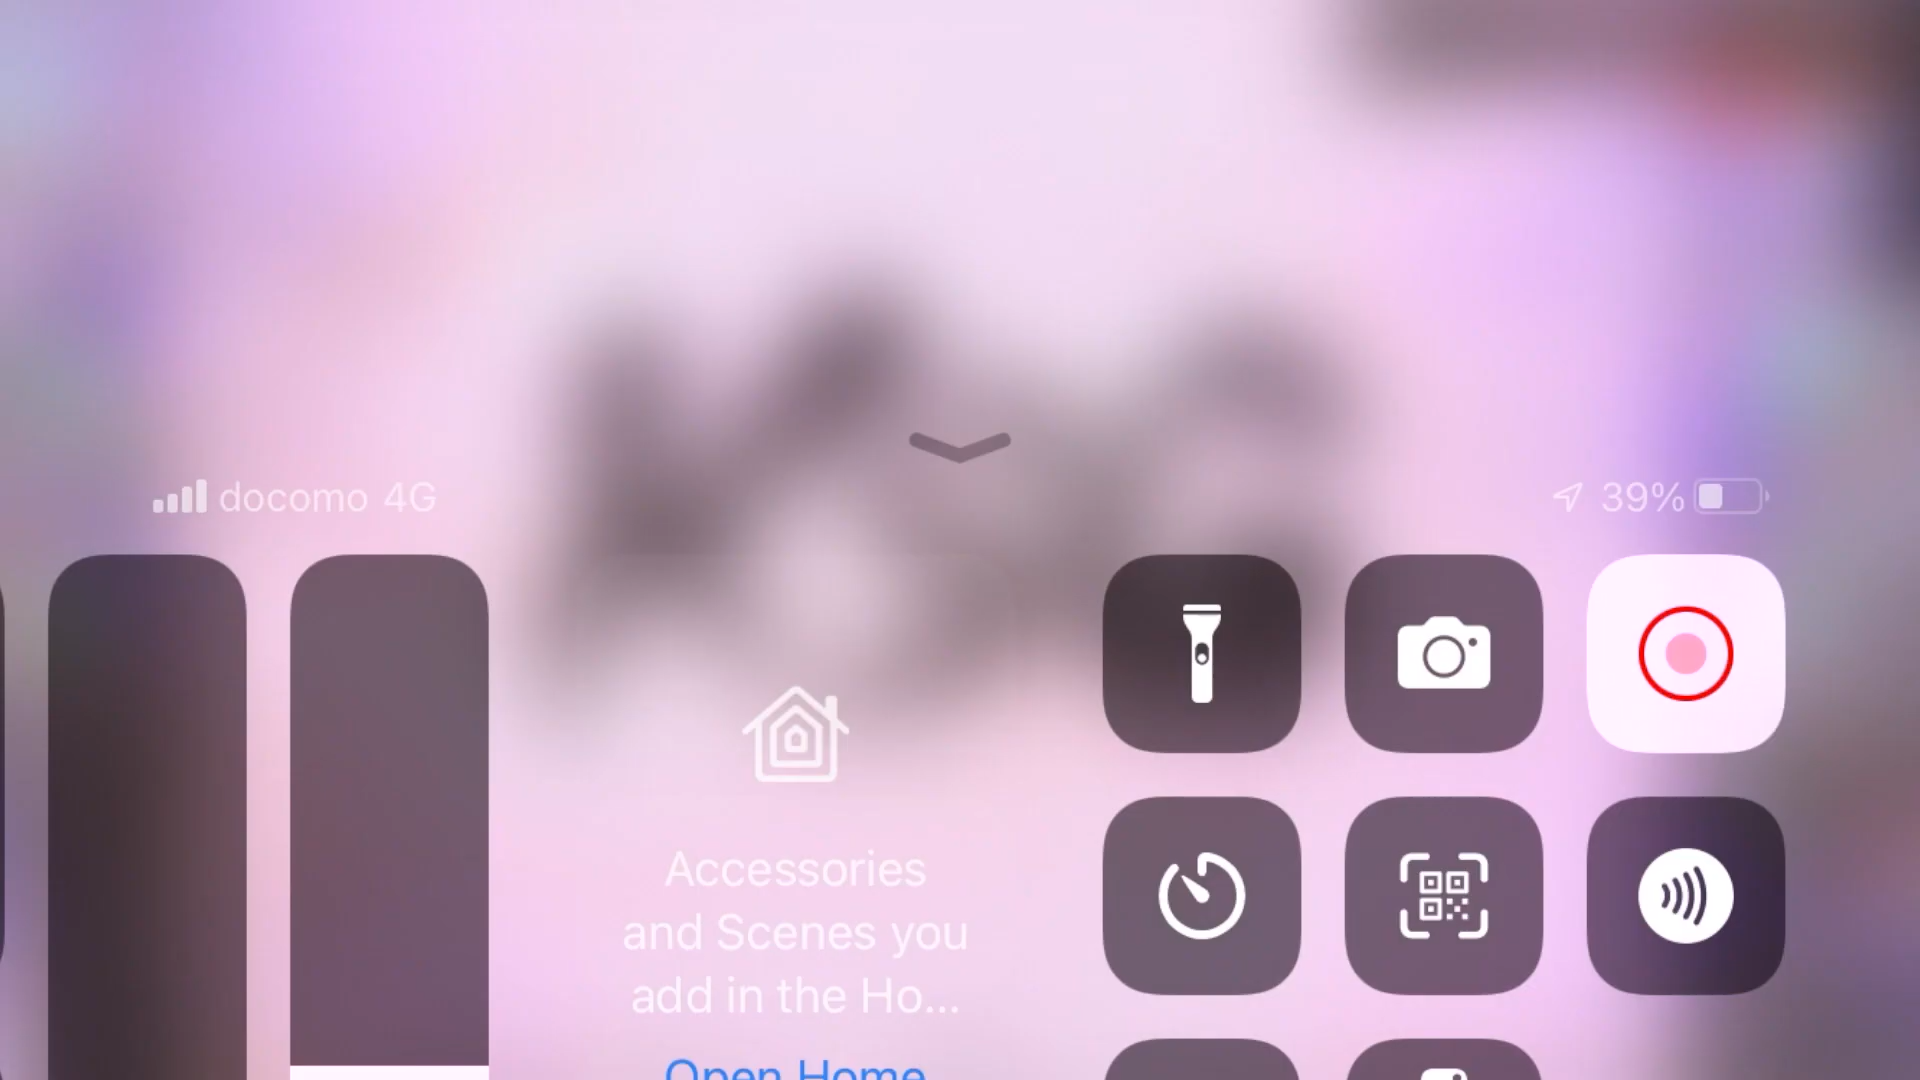 docomo 4G
39%
Accessories
and Scenes you
add in the Ho...
Open Home